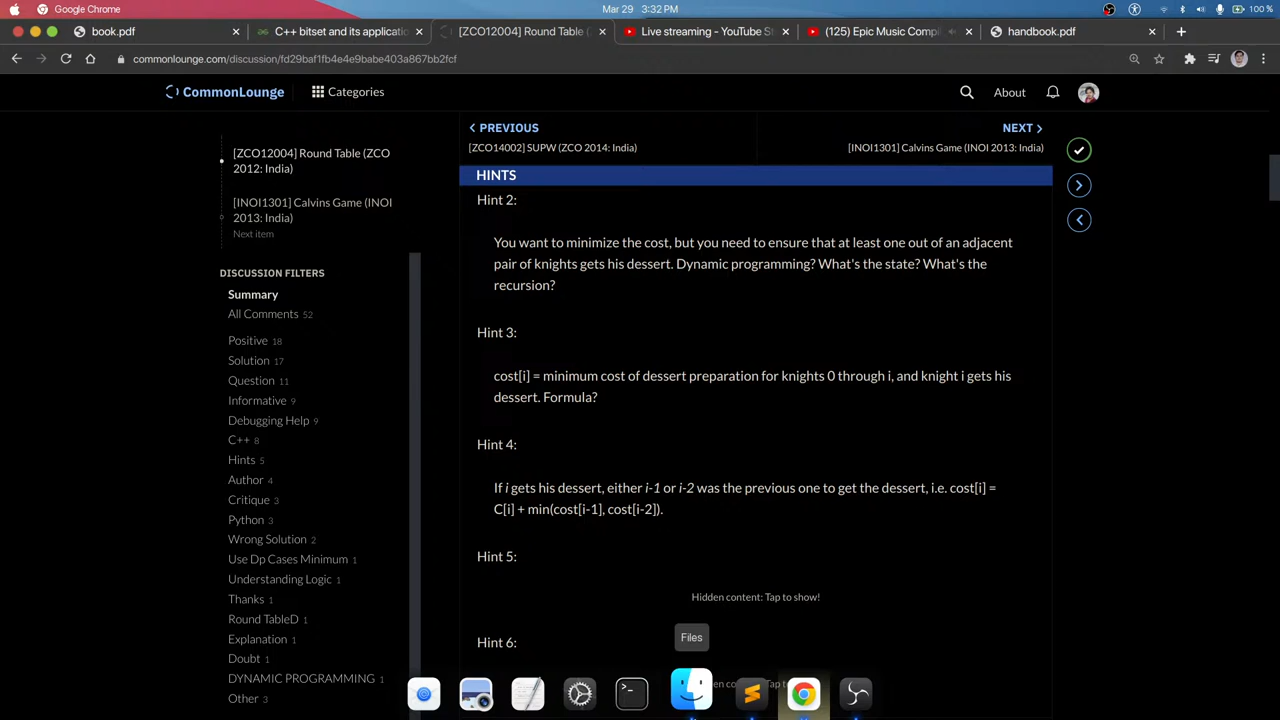 Google Chrome
Mar 29 3:32 PM
100 %
book.pdf
C++ bitset and its applicatio
[ZCO12004] Round Table (
Live streaming - YouTube S
(125) Epic Music Compil
handbook.pdf
commonlounge.com/discussion/fd29baf1fb4e4e9babe403a867bb2fcf
CommonLounge
Categories
About
PREVIOUS
NEXT
[ZCO14002] SUPW (ZCO 2014: India)
[INOI1301] Calvins Game (INOI 2013: India)
[ZCO12004] Round Table (ZCO
2012: India)
[INOI1301] Calvins Game (INOI
2013: India)
Next item
DISCUSSION FILTERS
Summary
All Comments 52
Positive 18
Solution 17
Question 11
Informative 9
Debugging Help 9
C++ 8
Hints 5
Author 4
Critique 3
Python 3
Wrong Solution 2
Use Dp Cases Minimum 1
Understanding Logic 1
Thanks 1
Round TableD 1
Explanation 1
Doubt 1
DYNAMIC PROGRAMMING 1
Other 3
HINTS
Hint 2:
You want to minimize the cost, but you need to ensure that at least one out of an adjacent
pair of knights gets his dessert. Dynamic programming? What's the state? What's the
recursion?
Hint 3:
cost[i] = minimum cost of dessert preparation for knights 0 through i, and knight i gets his
dessert. Formula?
Hint 4:
If i gets his dessert, either i-1 or i-2 was the previous one to get the dessert, i.e. cost[i] =
C[i] + min(cost[i-1], cost[i-2]).
Hint 5:
Hidden content: Tap to show!
Files
Hint 6: